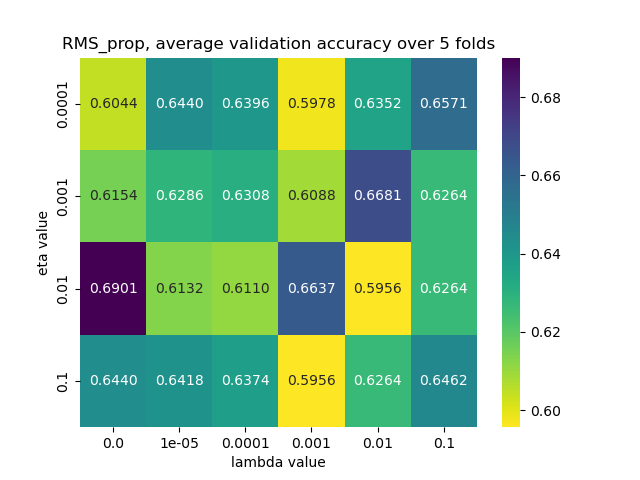 RMS_prop, average validation accuracy over 5 folds
eta value
0.0001
0.6044 0.6440 0.6396 0.5978 0.6352 0.6571
0.001
0.6154 0.6286 0.6308 0.6088 0.6681 0.6264
0.01
0.6901 0.6132 0.6110 0.6637 0.5956 0.6264
0.1
0.6440 0.6418 0.6374 0.5956 0.6264 0.6462
0.0 1e-05 0.0001 0.001 0.01 0.1
lambda value
0.68
0.66
0.64
0.62
0.60